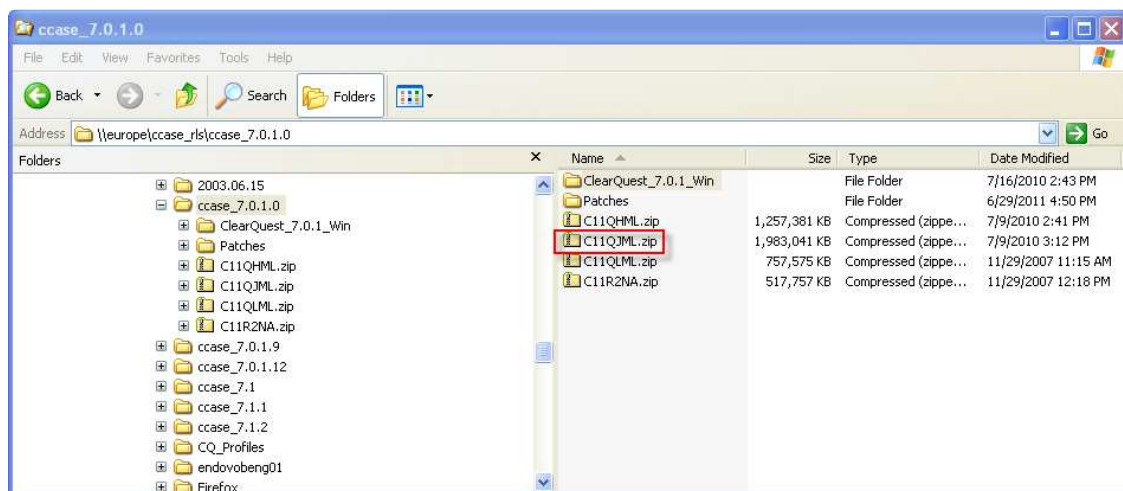 ccase_7.0.1.0
File Edit View Favorites Tools Help
Back Search Folders
Address \\europe\ccase_rls\ccase_7.0.1.0 Go
Folders
2003.06.15
ccase_7.0.1.0
ClearQuest_7.0.1_Win
Patches
C11QHML.zip
C11QJML.zip
C11QLML.zip
C11R2NA.zip
ccase_7.0.1.9
ccase_7.0.1.12
ccase_7.1
ccase_7.1.1
ccase_7.1.2
CQ_Profiles
endovobeng01
Firefox
Name Size Type Date Modified
ClearQuest_7.0.1_Win File Folder 7/16/2010 2:43 PM
Patches File Folder 6/29/2011 4:50 PM
C11QHML.zip 1,257,381 KB Compressed (zippe... 7/9/2010 2:41 PM
C11QJML.zip 1,983,041 KB Compressed (zippe... 7/9/2010 3:12 PM
C11QLML.zip 757,575 KB Compressed (zippe... 11/29/2007 11:15 AM
C11R2NA.zip 517,757 KB Compressed (zippe... 11/29/2007 12:18 PM